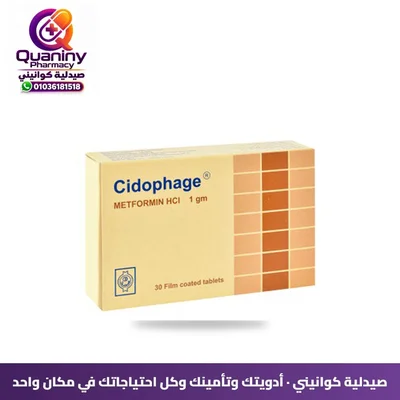 Quaniny
Pharmacy
صيدلية كوانيني
01036181518
Cidophage®
METFORMIN HCl 1 gm
30 Film coated tablets
صيدلية كوانيني - أدويتك وتأمينك وكل احتياجاتك في مكان واحد